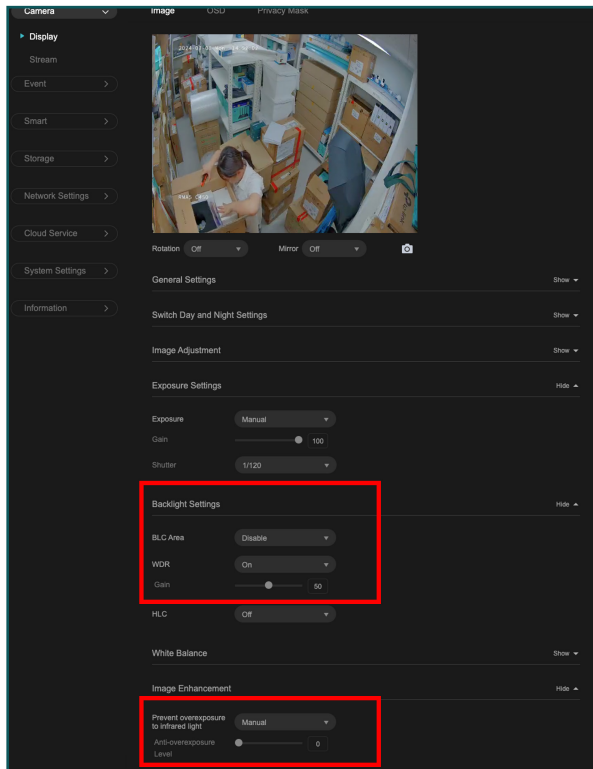 Camera
Image OSD Privacy Mask
Display
Stream
Event
Smart
Storage
Network Settings
Cloud Service
System Settings
Information
Rotation Off Mirror Off
General Settings Show
Switch Day and Night Settings Show
Image Adjustment Show
Exposure Settings Hide
Exposure Manual
Gain 100
Shutter 1/120
Backlight Settings Hide
BLC Area Disable
WDR On
Gain 50
HLC Off
White Balance Show
Image Enhancement Hide
Prevent overexposure
to infrared light Manual
Anti-overexposure 0
Level